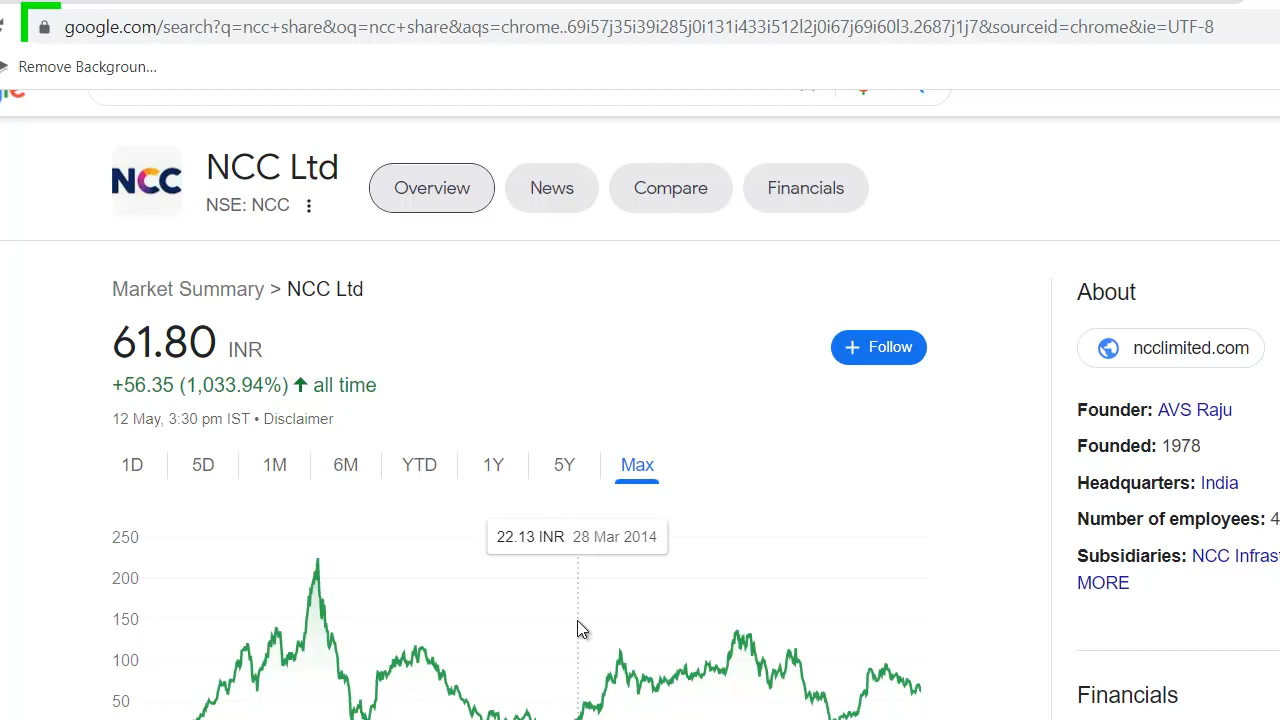 google.com/search?q=ncc+share&oq=ncc+share&aqs=chrome..69i57j35i39i285j0i131i433i512l2j0i67j69i60l3.2687j1j7&sourceid=chrome&ie=UTF-8
Remove Backgroun...
NCC
NCC Ltd
NSE: NCC
Overview
News
Compare
Financials
Market Summary > NCC Ltd
61.80 INR
+ Follow
+56.35 (1,033.94%) ↑ all time
12 May, 3:30 pm IST • Disclaimer
1D 5D 1M 6M YTD 1Y 5Y Max
22.13 INR 28 Mar 2014
250
200
150
100
50
About
ncclimited.com
Founder: AVS Raju
Founded: 1978
Headquarters: India
Number of employees: 4
Subsidiaries: NCC Infras
MORE
Financials